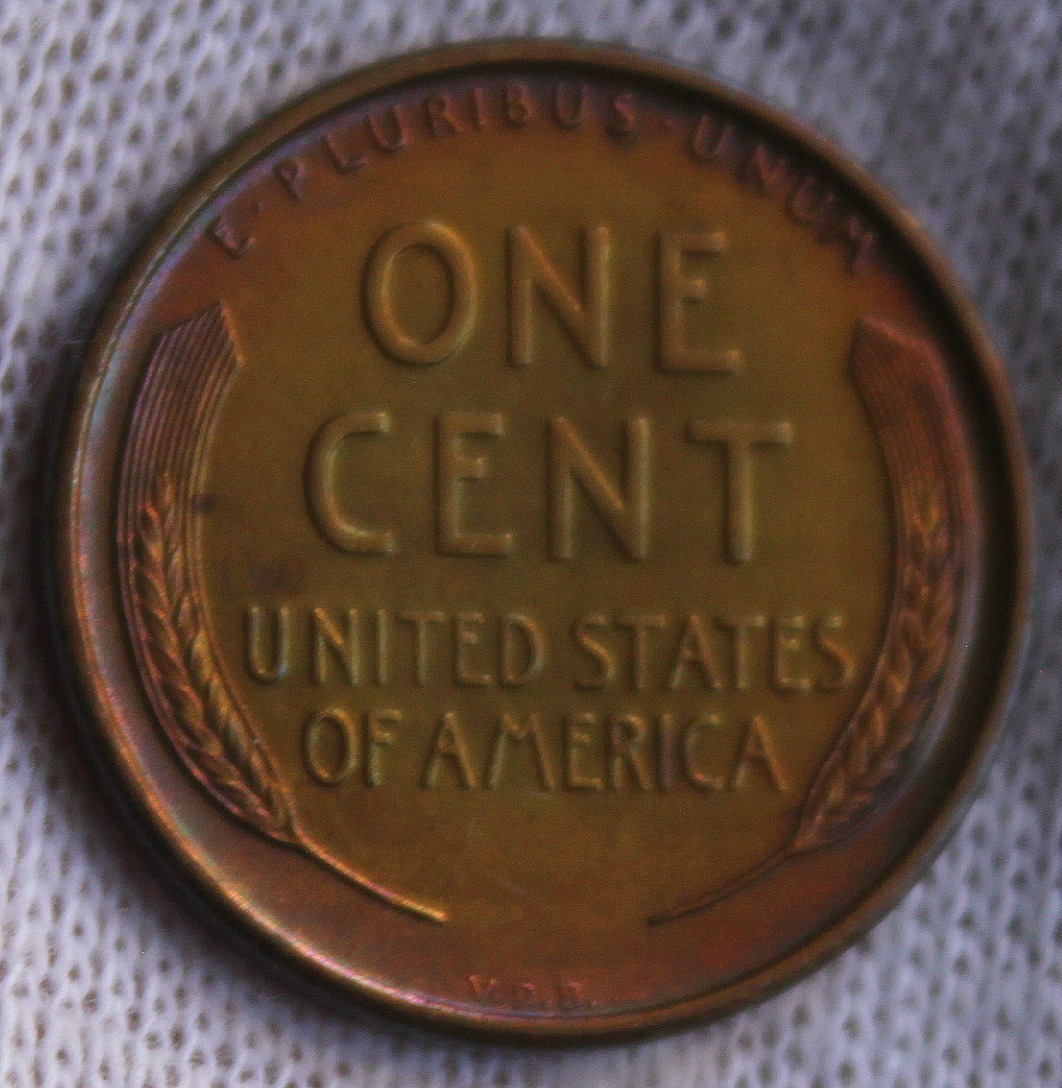 E·PLURIBUS·UNUM
ONE
CENT
UNITED STATES
OF AMERICA
V.D.B.